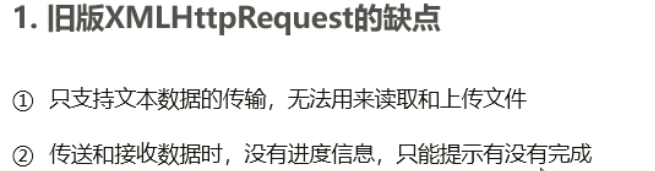 1. 旧版XMLHttpRequest的缺点
① 只支持文本数据的传输，无法用来读取和上传文件
② 传送和接收数据时，没有进度信息，只能提示有没有完成